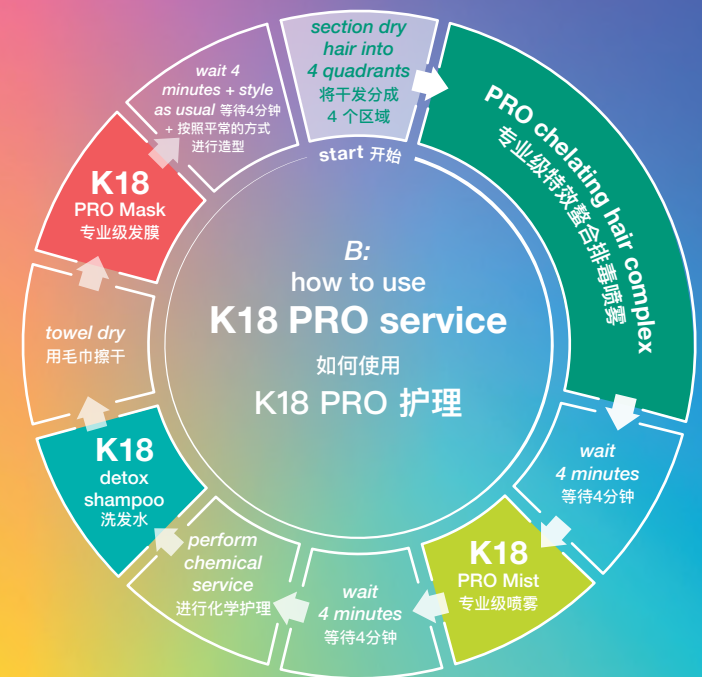 B:
how to use
K18 PRO service
如何使用
K18 PRO 护理
start 开始
section dry
hair into
4 quadrants
将干发分成
4 个区域
PRO chelating hair complex
专业级特效螯合排毒喷雾
wait
4 minutes
等待4分钟
K18
PRO Mist
专业级喷雾
wait
4 minutes
等待4分钟
perform
chemical
service
进行化学护理
K18
detox
shampoo
洗发水
towel dry
用毛巾擦干
K18
PRO Mask
专业级发膜
wait 4
minutes + style
as usual 等待4分钟
+ 按照平常的方式
进行造型